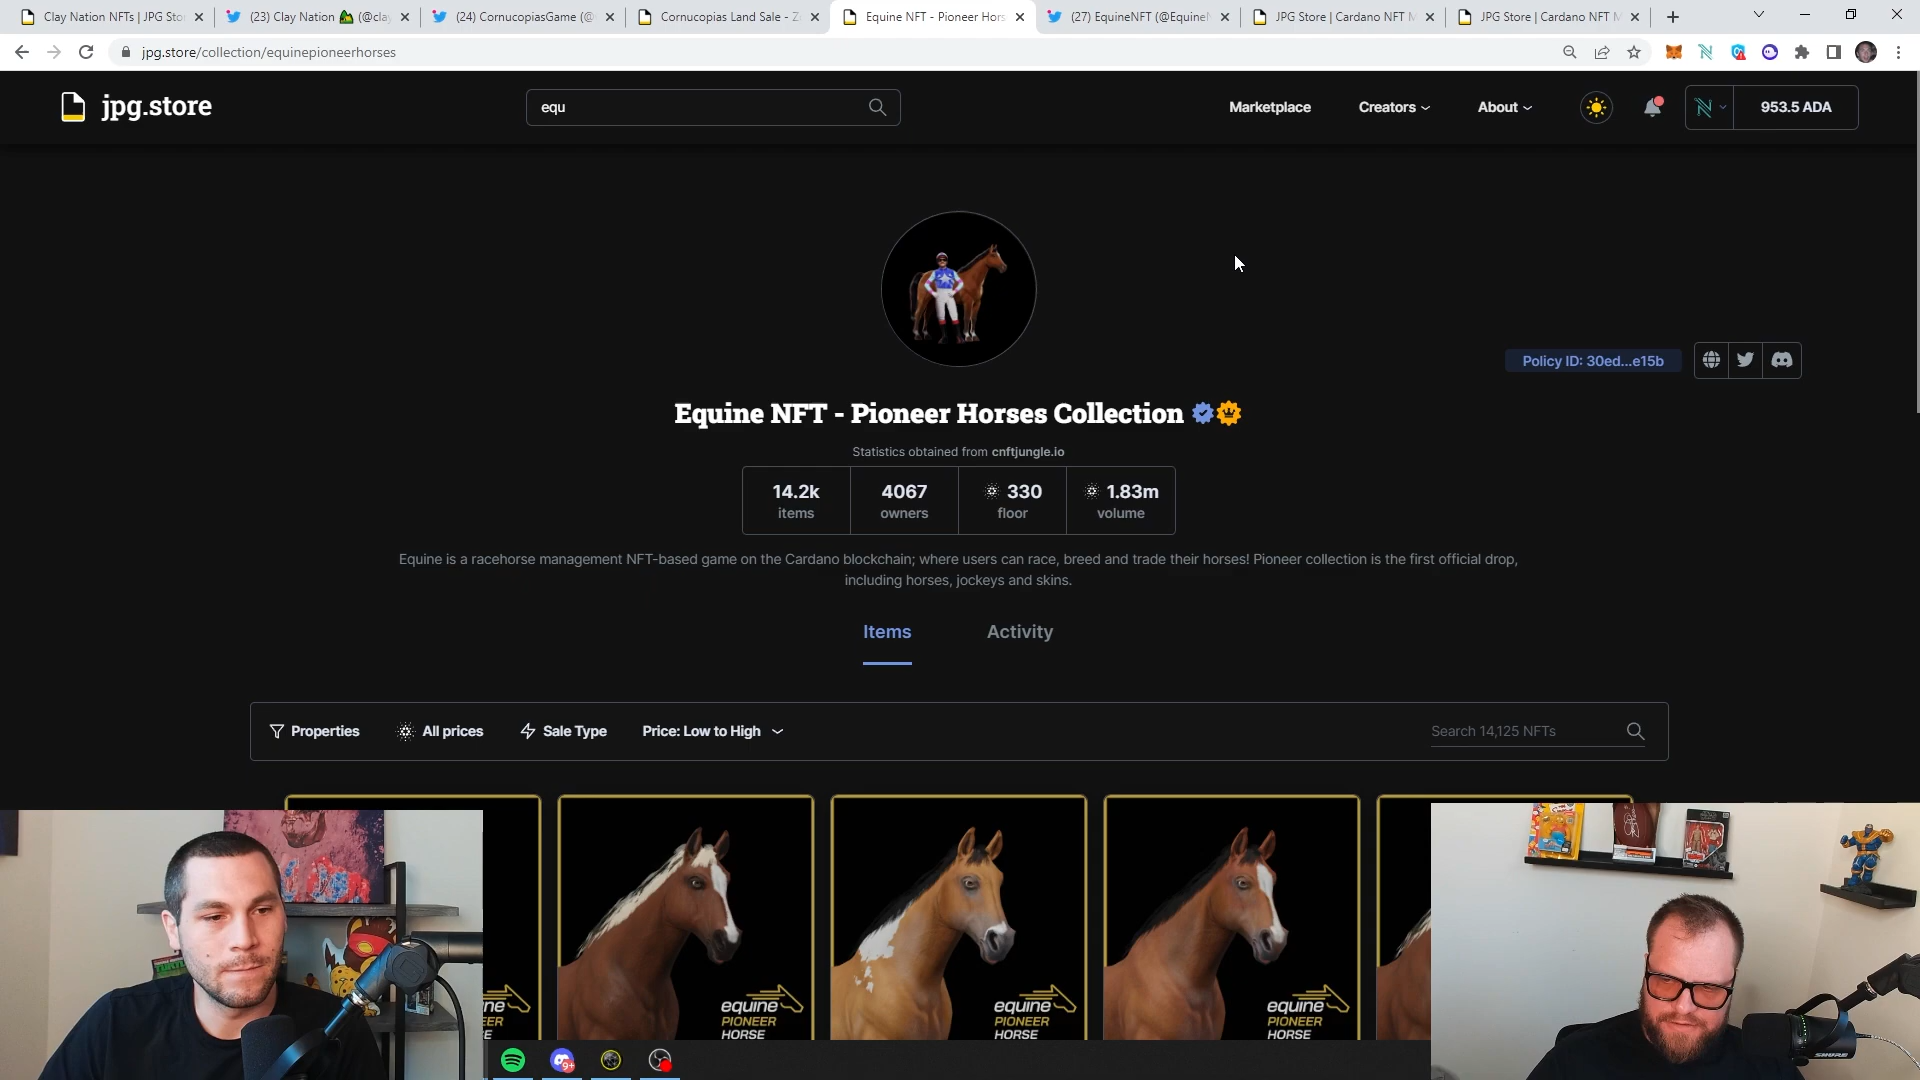 Clay Nation NFTs | JPG Sto
(23) Clay Nation (@cla
(24) CornucopiasGame (@
Cornucopias Land Sale - Z
Equine NFT - Pioneer Hors
(27) EquineNFT (@EquineN
JPG Store | Cardano NFT M
JPG Store | Cardano NFT M
jpg.store/collection/equinepioneerhorses
jpg.store
equ
Marketplace
Creators
About
953.5 ADA
Policy ID: 30ed...e15b
Equine NFT - Pioneer Horses Collection
Statistics obtained from cnftjungle.io
14.2k
4067
330
1.83m
items
owners
floor
volume
Equine is a racehorse management NFT-based game on the Cardano blockchain; where users can race, breed and trade their horses! Pioneer collection is the first official drop,
including horses, jockeys and skins.
Items
Activity
Properties
All prices
Sale Type
Price: Low to High
Search 14,125 NFTs
equine
PIONEER
HORSE
equine
PIONEER
HORSE
equine
PIONEER
HORSE
9+
SHURE